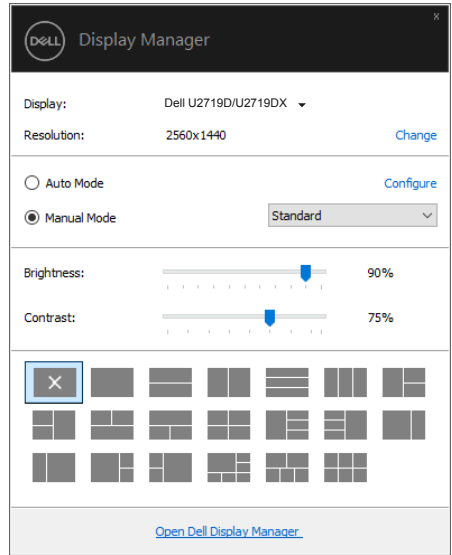 x
DELL Display Manager
Display: Dell U2719D/U2719DX
Resolution: 2560x1440 Change
Auto Mode Configure
Manual Mode Standard
Brightness: 90%
Contrast: 75%
Open Dell Display Manager